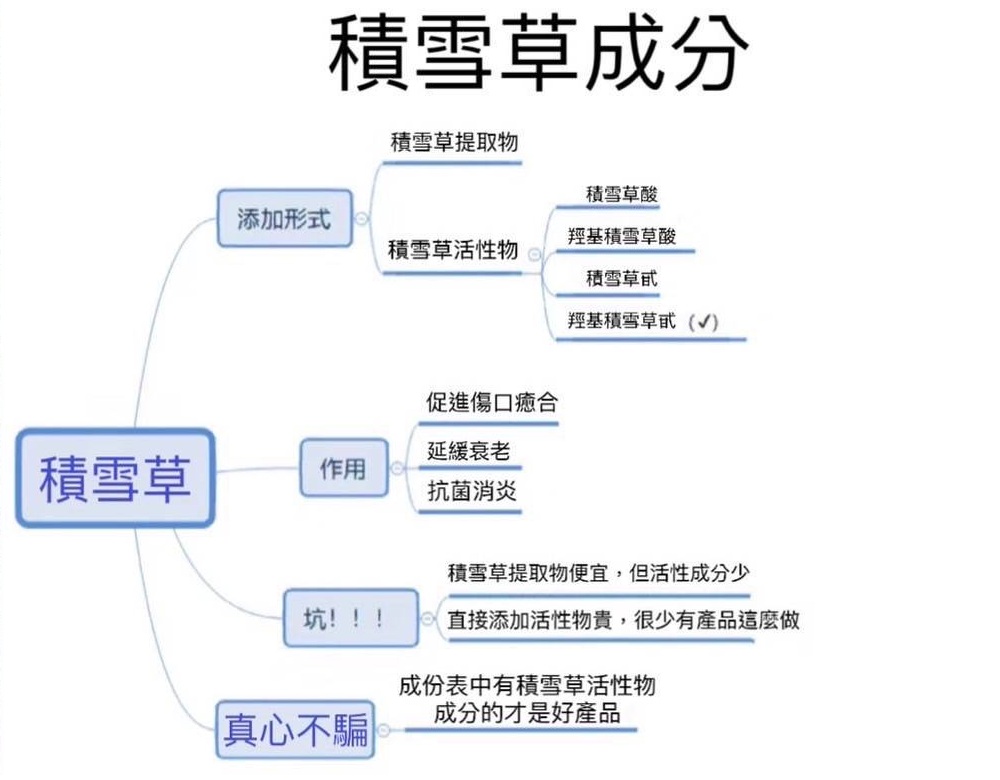 積雪草成分
積雪草提取物
添加形式
積雪草酸
羥基積雪草酸
積雪草活性物
積雪草甙
羥基積雪草甙 (✓)
促進傷口癒合
積雪草
作用
延緩衰老
抗菌消炎
坑！！！
積雪草提取物便宜，但活性成分少
直接添加活性物貴，很少有產品這麼做
真心不騙
成份表中有積雪草活性物
成分的才是好產品